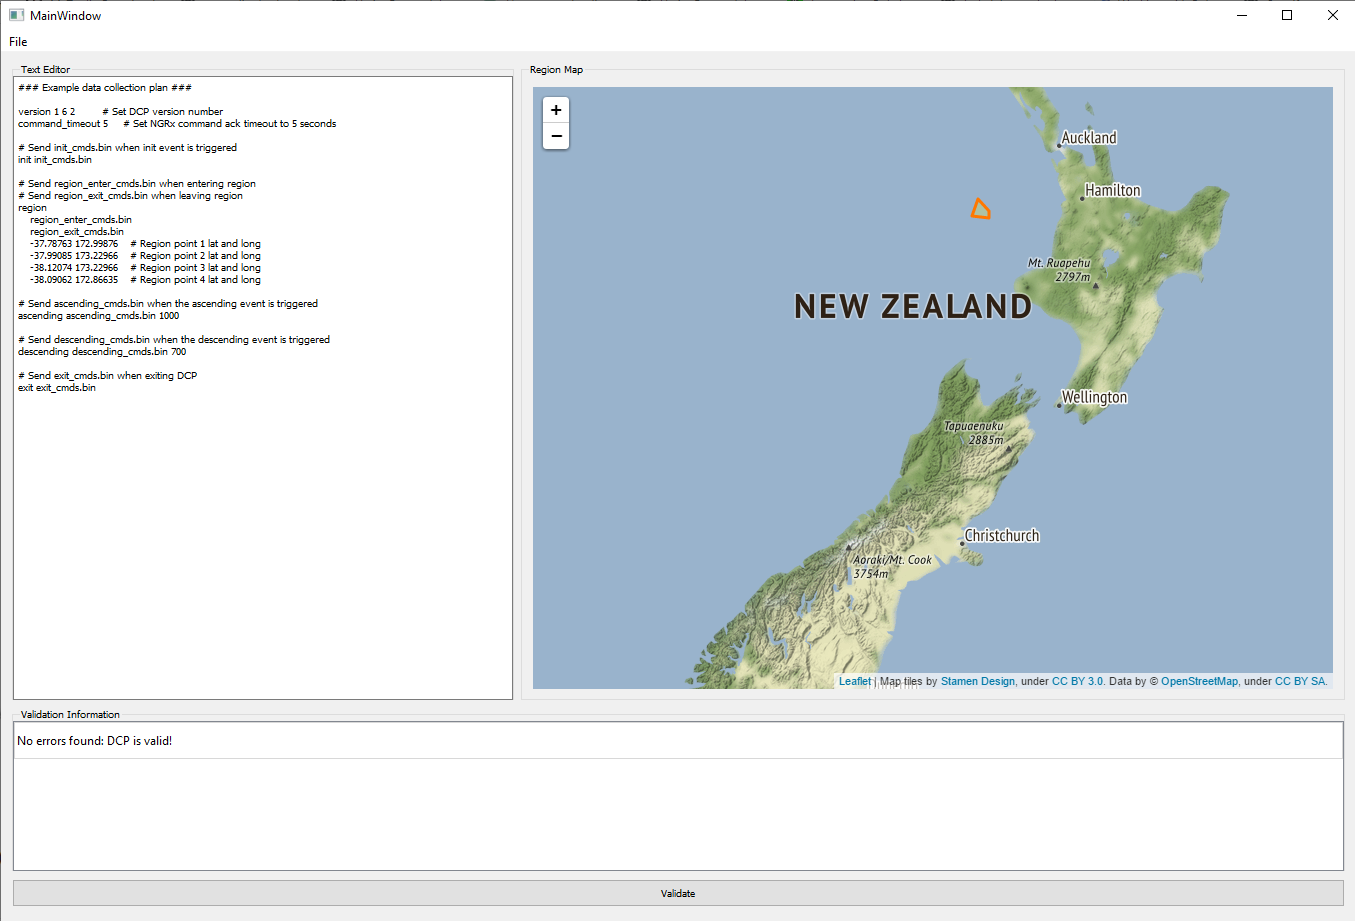 MainWindow
File
Text Editor
### Example data collection plan ###
version 1 6 2 # Set DCP version number
command_timeout 5 # Set NGRx command ack timeout to 5 seconds
# Send init_cmds.bin when init event is triggered
init init_cmds.bin
# Send region_enter_cmds.bin when entering region
# Send region_exit_cmds.bin when leaving region
region
region_enter_cmds.bin
region_exit_cmds.bin
-37.78763 172.99876 # Region point 1 lat and long
-37.99085 173.22966 # Region point 2 lat and long
-38.12074 173.22966 # Region point 3 lat and long
-38.09062 172.86635 # Region point 4 lat and long
# Send ascending_cmds.bin when the ascending event is triggered
ascending ascending_cmds.bin 1000
# Send descending_cmds.bin when the descending event is triggered
descending descending_cmds.bin 700
# Send exit_cmds.bin when exiting DCP
exit exit_cmds.bin
Region Map
+
−
Auckland
Hamilton
Mt. Ruapehu
2797m
NEW ZEALAND
Wellington
Tapuaenuku
2885m
Christchurch
Aoraki/Mt. Cook
3754m
Leaflet | Map tiles by Stamen Design, under CC BY 3.0. Data by © OpenStreetMap, under CC BY SA.
Validation Information
No errors found: DCP is valid!
Validate